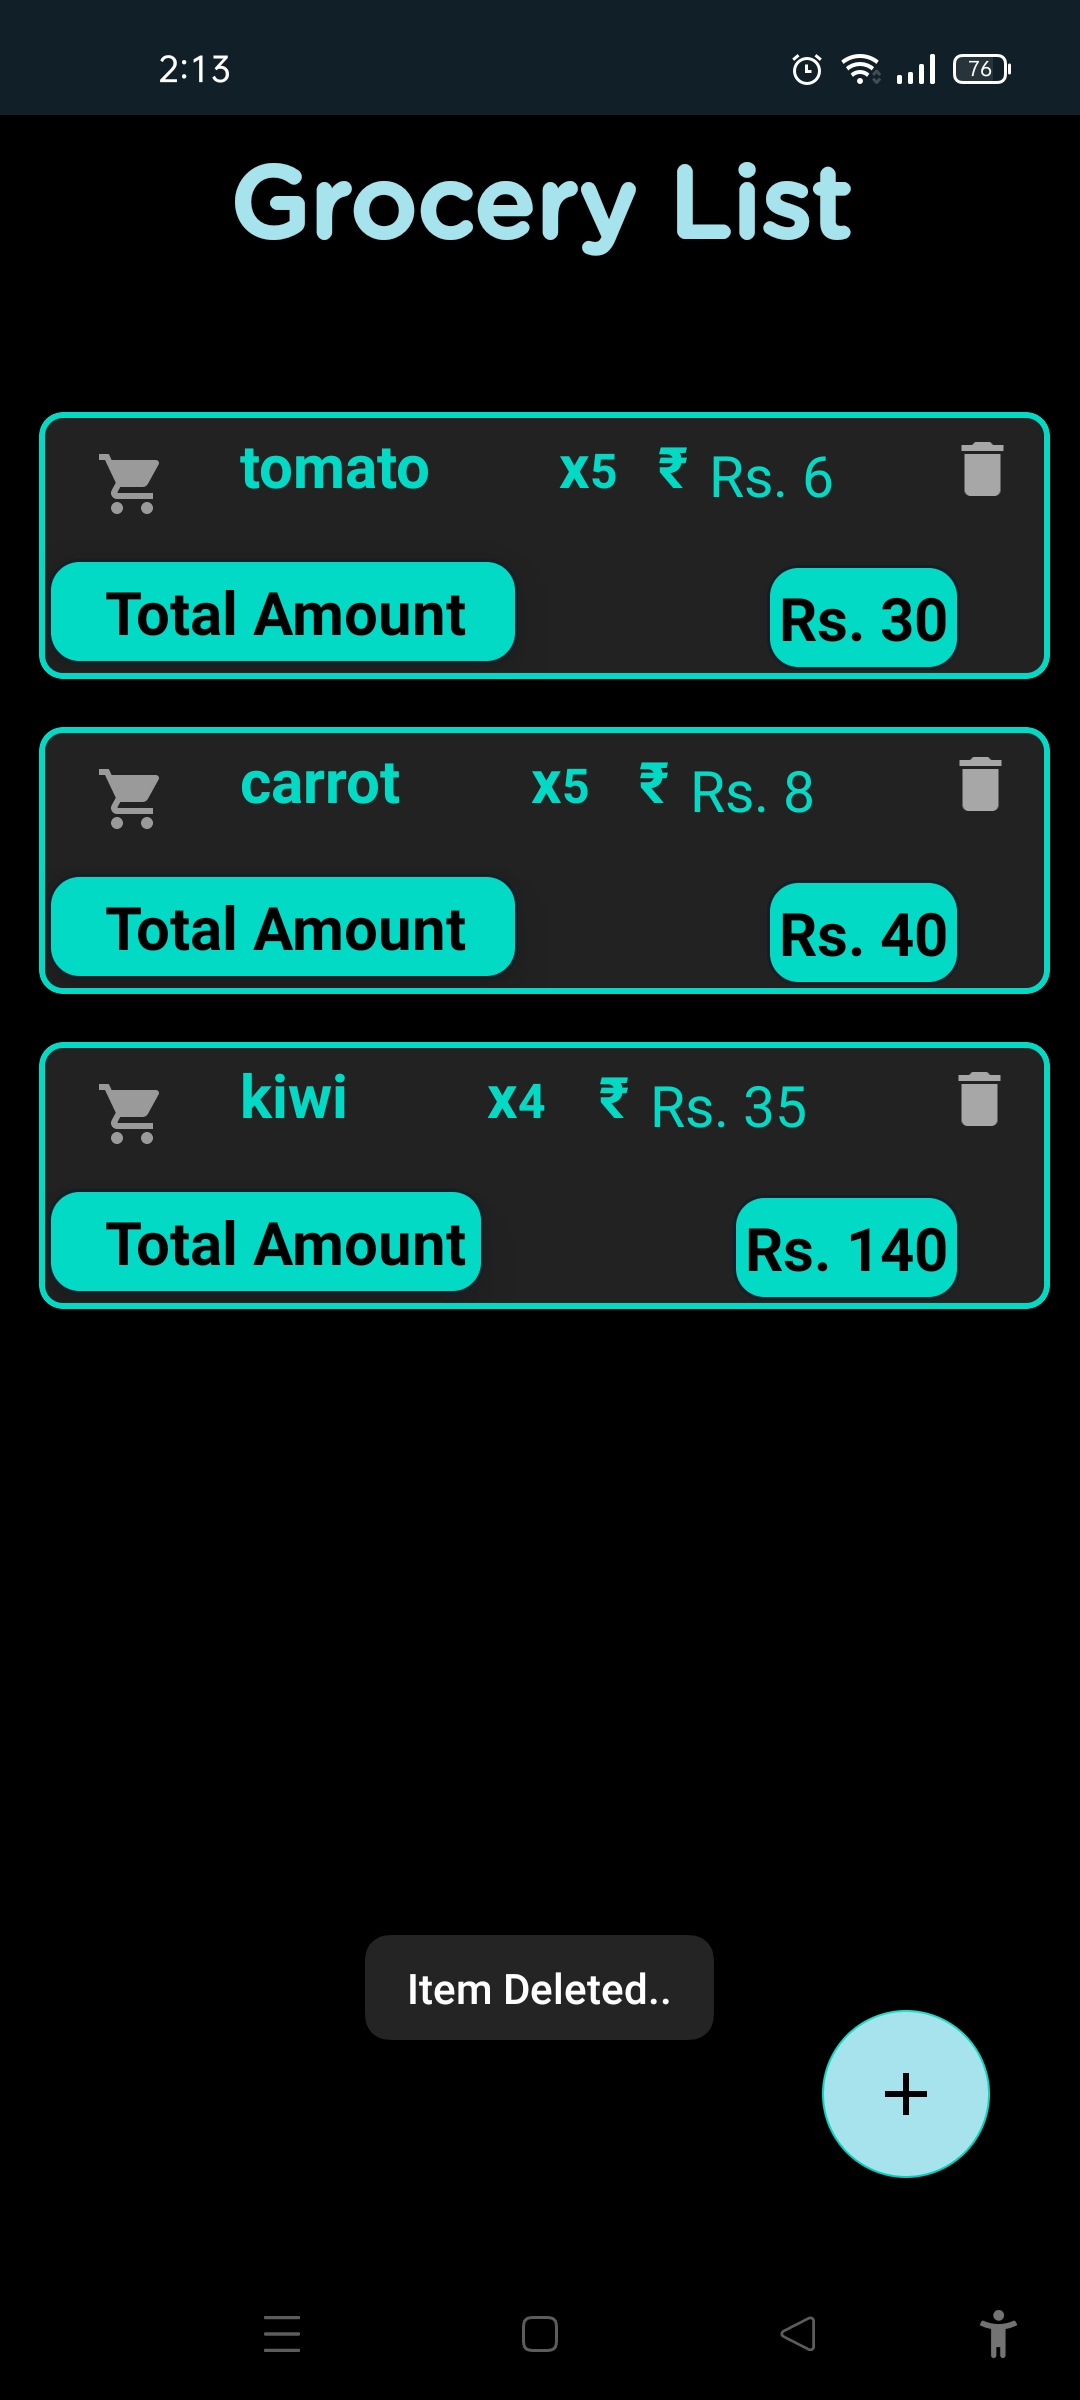 2:13 76
Grocery List
tomato x5 ₹ Rs. 6
Total Amount Rs. 30
carrot x5 ₹ Rs. 8
Total Amount Rs. 40
kiwi x4 ₹ Rs. 35
Total Amount Rs. 140
Item Deleted..
+